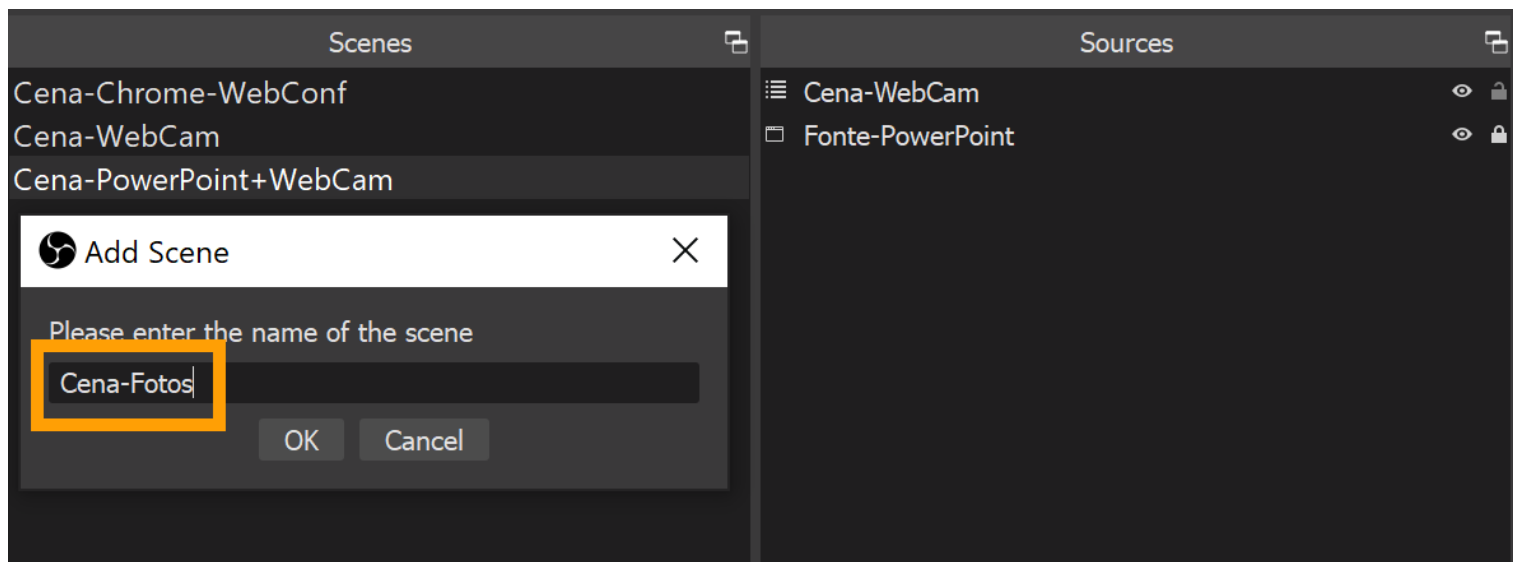 Scenes
Sources
Cena-Chrome-WebConf
Cena-WebCam
Cena-PowerPoint+WebCam
Cena-WebCam
Fonte-PowerPoint
Add Scene
Please enter the name of the scene
Cena-Fotos
OK
Cancel